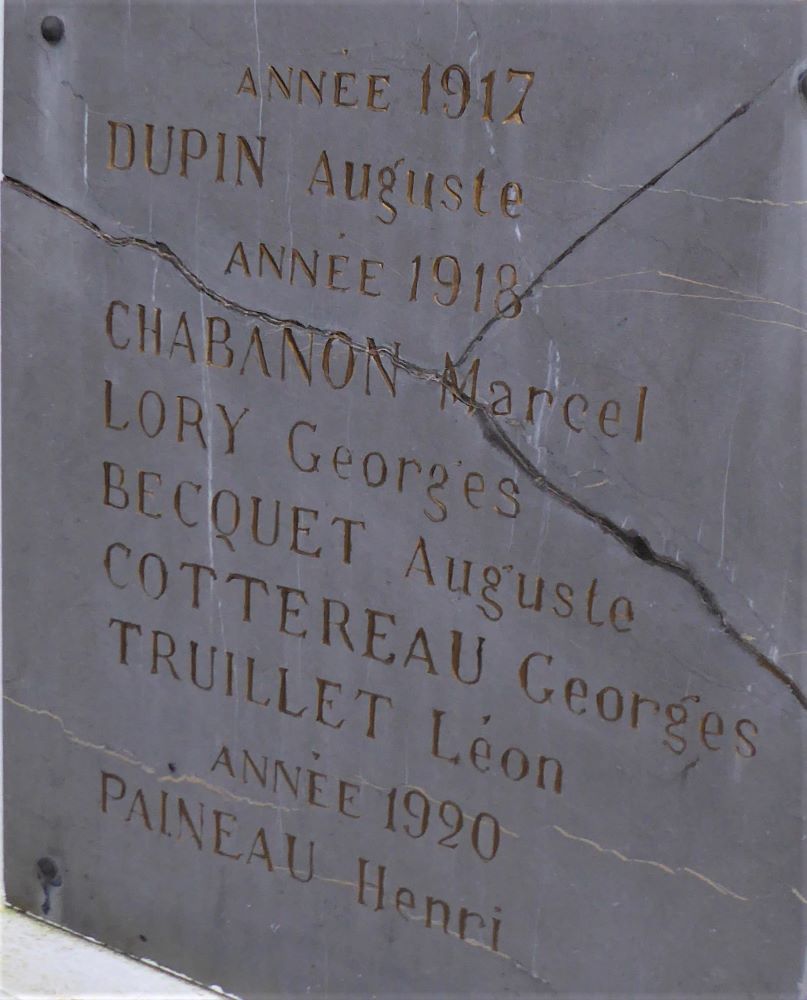 ANNÉE 1917
DUPIN Auguste
ANNÉE 1918
CHABANON Marcel
LORY Georges
BECQUET Auguste
COTTEREAU Georges
TRUILLET Léon
ANNÉE 1920
PAINEAU Henri